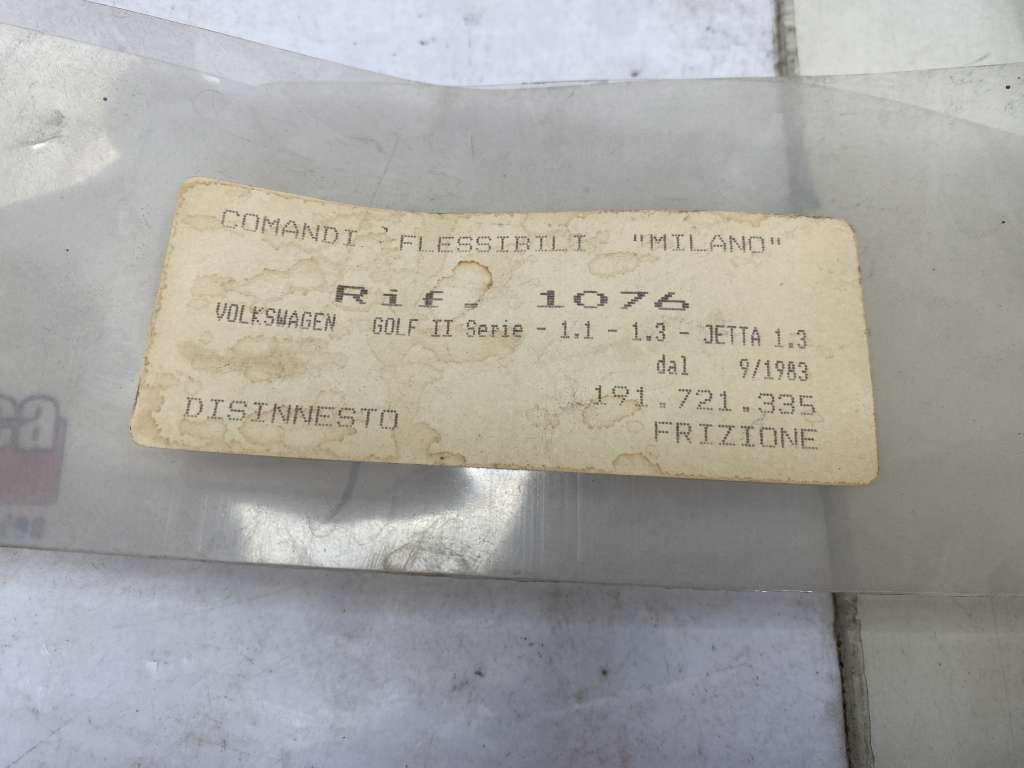 COMANDI FLESSIBILI "MILANO"
Rif. 1076
VOLKSWAGEN GOLF II Serie - 1.1 - 1.3 - JETTA 1.3
dal 9/1983
191.721.335
DISINNESTO FRIZIONE